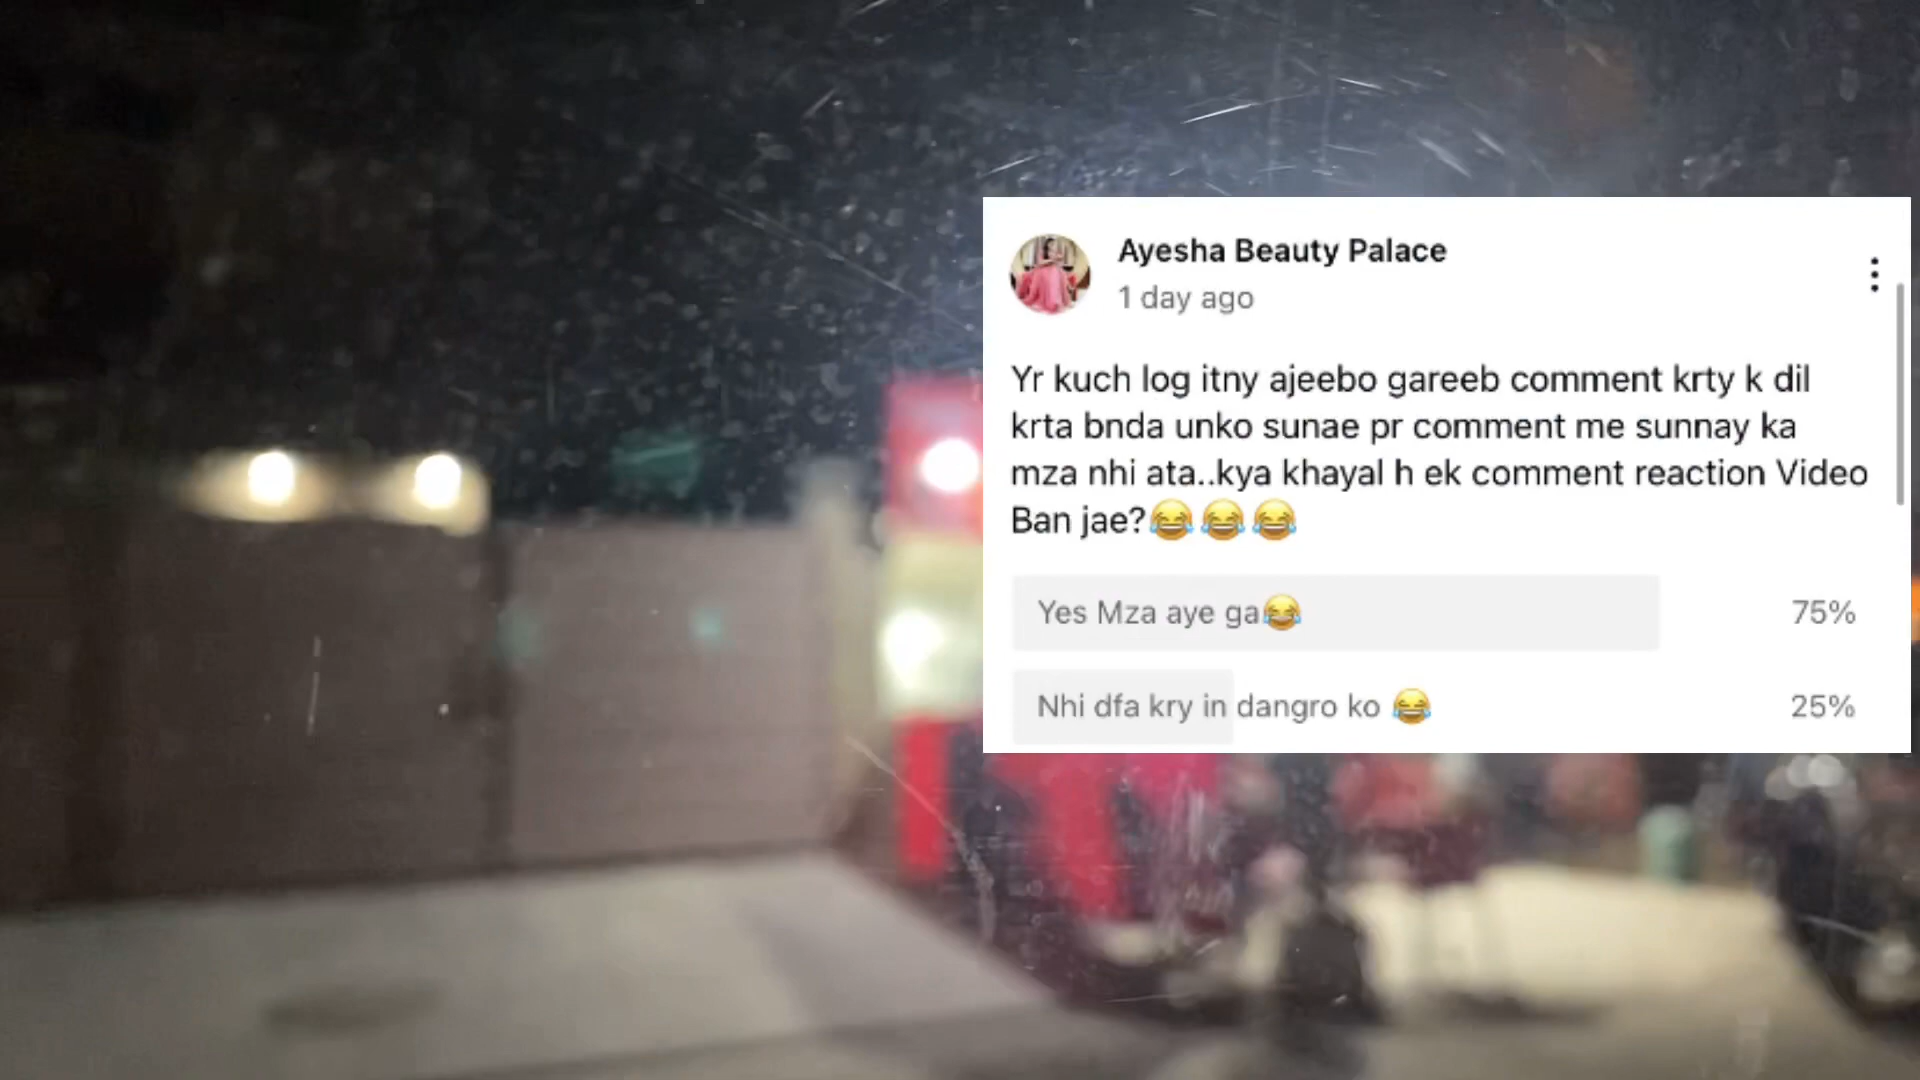 Ayesha Beauty Palace
1 day ago
Yr kuch log itny ajeebo gareeb comment krty k dil
krta bnda unko sunae pr comment me sunnay ka
mza nhi ata..kya khayal h ek comment reaction Video
Ban jae?😂😂😂
Yes Mza aye ga😂 75%
Nhi dfa kry in dangro ko 😂 25%